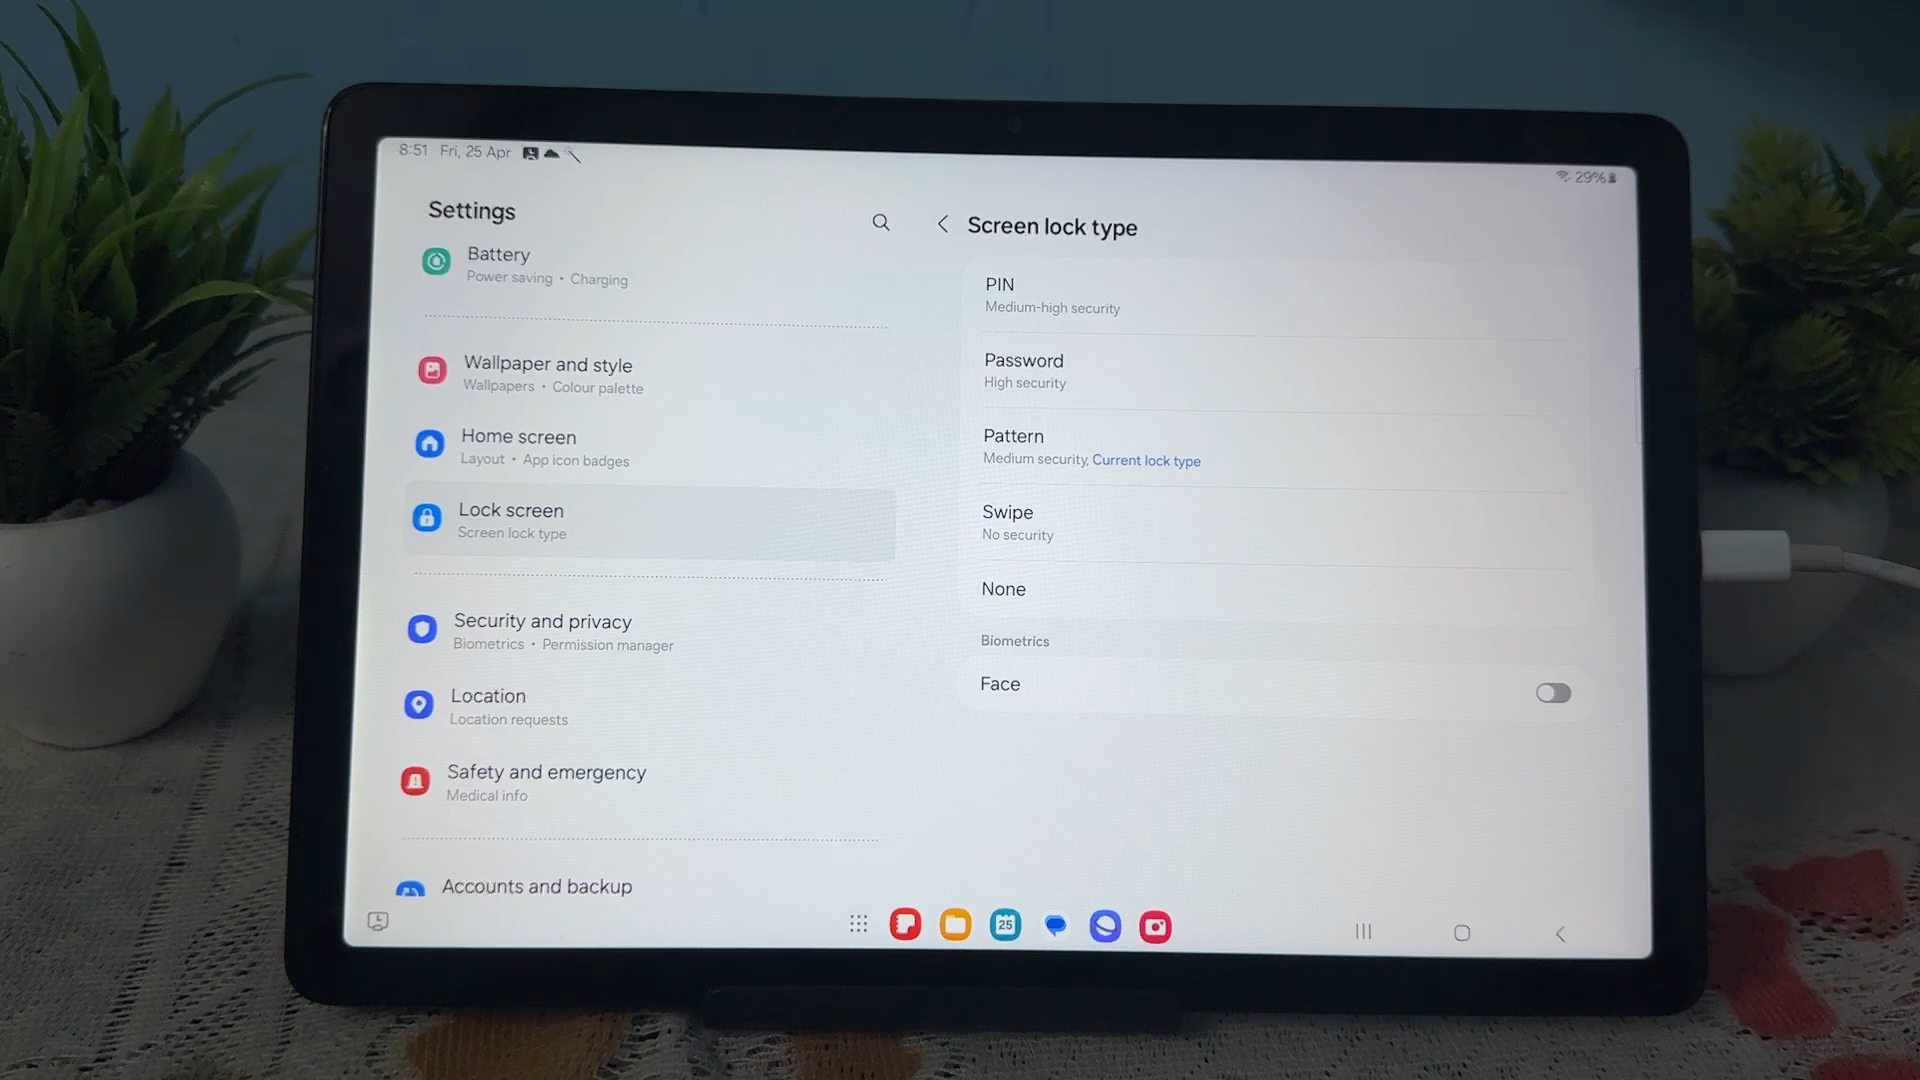 8:51 Fri, 25 Apr
29%
Settings
Battery
Power saving • Charging
Wallpaper and style
Wallpapers • Colour palette
Home screen
Layout • App icon badges
Lock screen
Screen lock type
Security and privacy
Biometrics • Permission manager
Location
Location requests
Safety and emergency
Medical info
Accounts and backup
Screen lock type
PIN
Medium-high security
Password
High security
Pattern
Medium security, Current lock type
Swipe
No security
None
Biometrics
Face
25